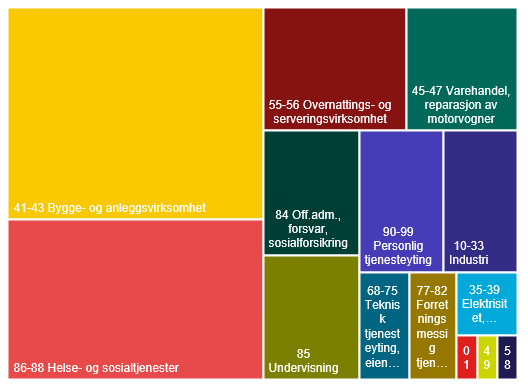 41-43 Bygge- og anleggsvirksomhet
86-88 Helse- og sosialtjenester
55-56 Overnattings- og
serveringsvirksomhet
45-47 Varehandel,
reparasjon av
motorvogner
84 Off.adm.,
forsvar,
sosialforsikring
90-99
Personlig
tjenesteyting
10-33
Industri
85
Undervisning
68-75
Teknis
k
tjenest
eyting,
eien…
77-82
Forret
nings
messi
g
tjen…
35-39
Elektrisit
et,…
0
1
4
9
5
8